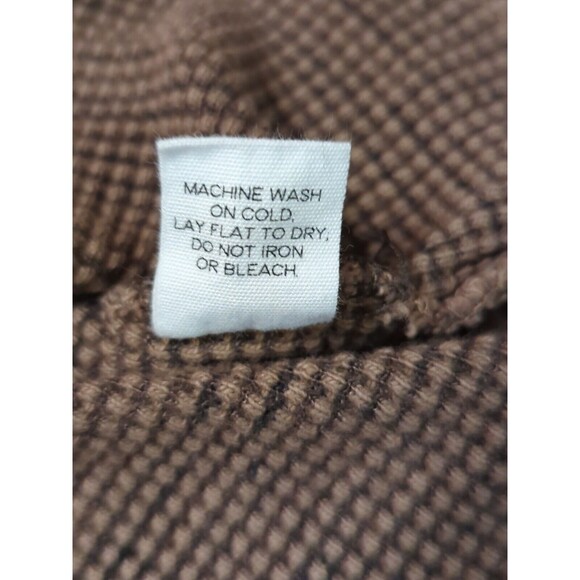 MACHINE WASH
ON COLD.
LAY FLAT TO DRY,
DO NOT IRON
OR BLEACH.